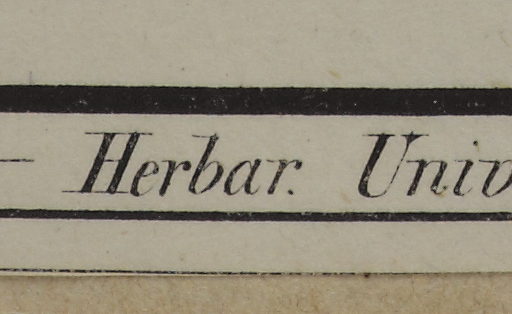 — Herbar. Univ